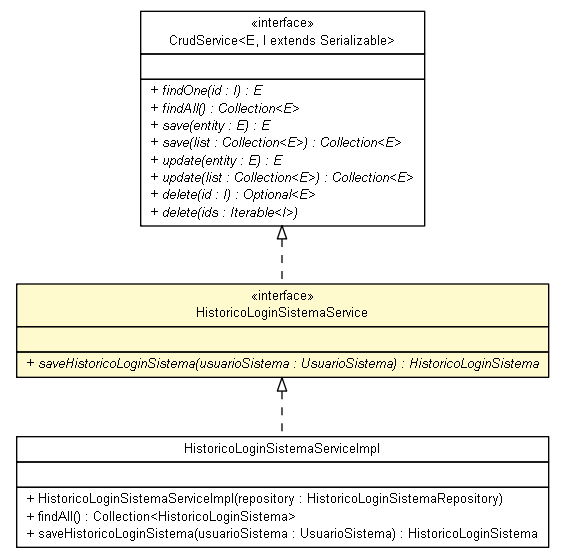 «interface»
CrudService<E, I extends Serializable>
+ findOne(id : I) : E
+ findAll() : Collection<E>
+ save(entity : E) : E
+ save(list : Collection<E>) : Collection<E>
+ update(entity : E) : E
+ update(list : Collection<E>) : Collection<E>
+ delete(id : I) : Optional<E>
+ delete(ids : Iterable<I>)
«interface»
HistoricoLoginSistemaService
+ saveHistoricoLoginSistema(usuarioSistema : UsuarioSistema) : HistoricoLoginSistema
HistoricoLoginSistemaServiceImpl
+ HistoricoLoginSistemaServiceImpl(repository : HistoricoLoginSistemaRepository)
+ findAll() : Collection<HistoricoLoginSistema>
+ saveHistoricoLoginSistema(usuarioSistema : UsuarioSistema) : HistoricoLoginSistema